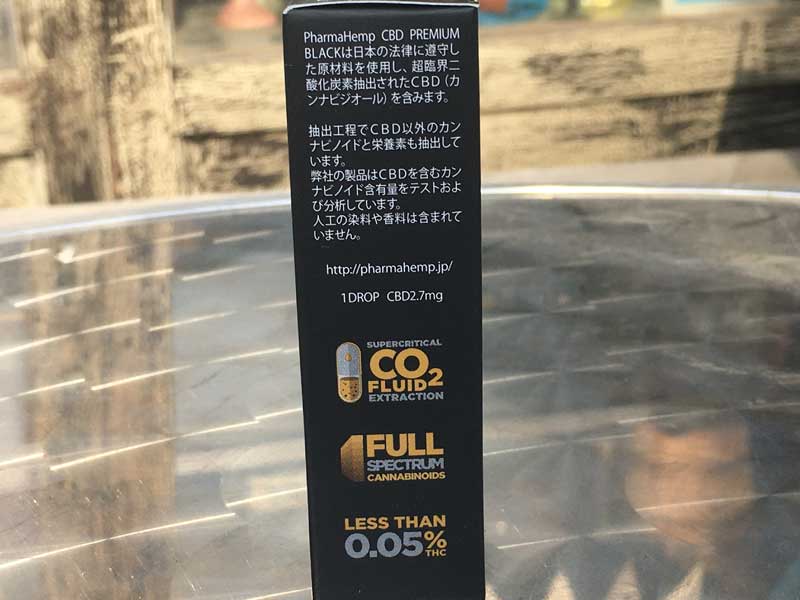 PharmaHemp CBD PREMIUM
BLACKは日本の法律に遵守し
た原材料を使用し、超臨界二
酸化炭素抽出されたCBD（カ
ンナビジオール）を含みます。
抽出工程でCBD以外のカン
ナビノイドと栄養素も抽出して
います。
弊社の製品はCBDを含むカン
ナビノイド含有量をテストおよ
び分析しています。
人工の染料や香料は含まれて
いません。
http://pharmahemp.jp/
1DROP CBD2.7mg
SUPERCRITICAL
CO2
FLUID
EXTRACTION
FULL
SPECTRUM
CANNABINOIDS
LESS THAN
0.05%
THC